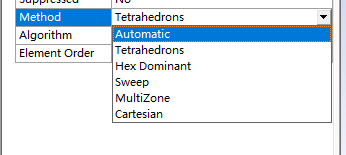 Suppressed No
Method Tetrahedrons
Algorithm Automatic
Element Order Tetrahedrons
Hex Dominant
Sweep
MultiZone
Cartesian